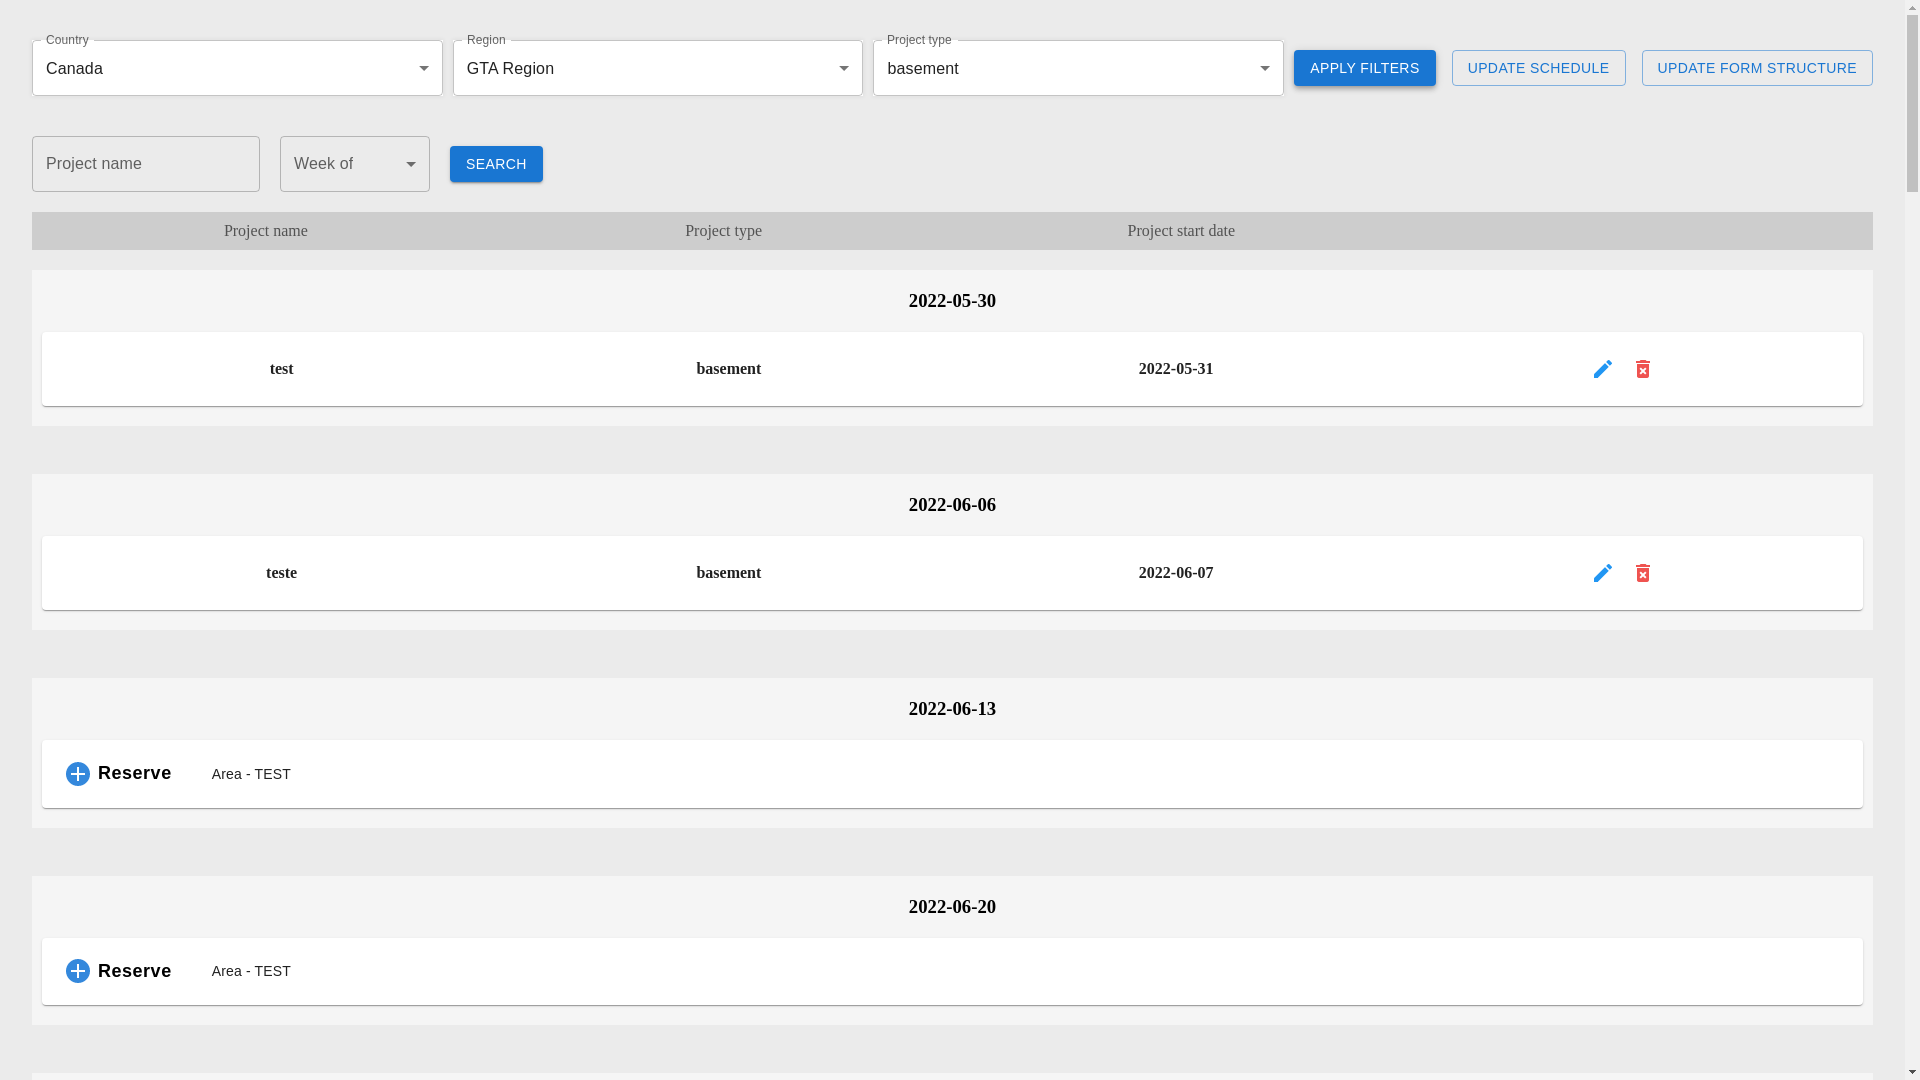 Country Region Project type
Canada GTA Region basement APPLY FILTERS UPDATE SCHEDULE UPDATE FORM STRUCTURE
Project name Week of SEARCH
Project name Project type Project start date
2022-05-30
test basement 2022-05-31
2022-06-06
teste basement 2022-06-07
2022-06-13
Reserve Area - TEST
2022-06-20
Reserve Area - TEST